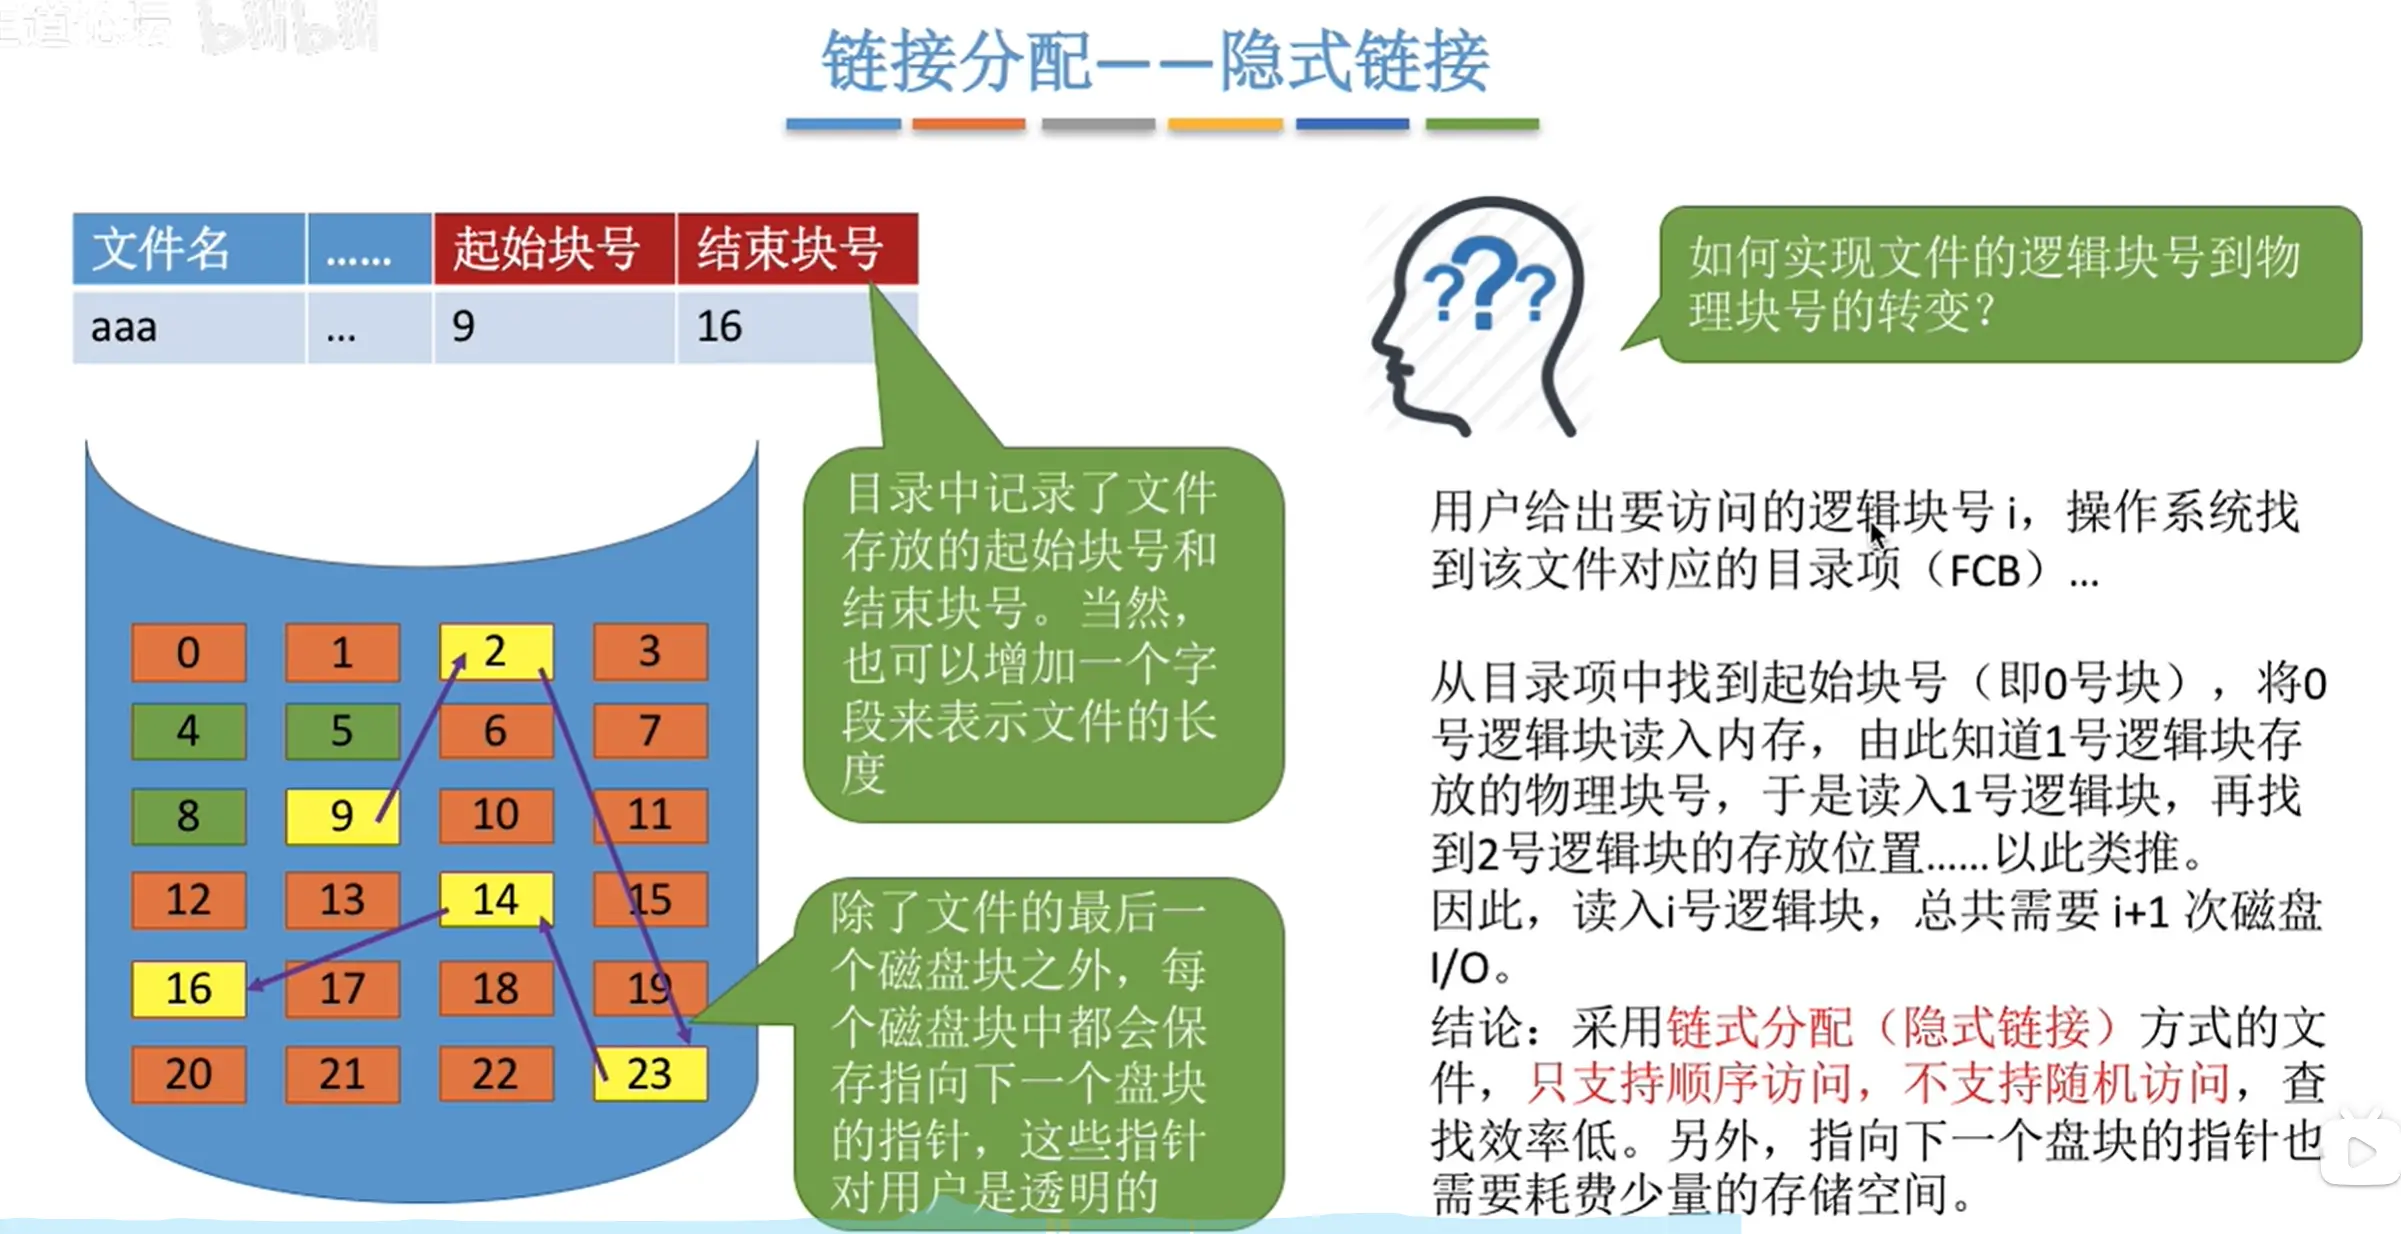 王道论坛 bilibili
链接分配——隐式链接
文件名 …… 起始块号 结束块号
aaa … 9 16
???
如何实现文件的逻辑块号到物
理块号的转变？
目录中记录了文件
存放的起始块号和
结束块号。当然，
也可以增加一个字
段来表示文件的长
度
0 1 2 3
4 5 6 7
8 9 10 11
12 13 14 15
16 17 18 19
20 21 22 23
除了文件的最后一
个磁盘块之外，每
个磁盘块中都会保
存指向下一个盘块
的指针，这些指针
对用户是透明的
用户给出要访问的逻辑块号 i，操作系统找
到该文件对应的目录项（FCB）…
从目录项中找到起始块号（即0号块），将0
号逻辑块读入内存，由此知道1号逻辑块存
放的物理块号，于是读入1号逻辑块，再找
到2号逻辑块的存放位置……以此类推。
因此，读入i号逻辑块，总共需要 i+1 次磁盘
I/O。
结论：采用链式分配（隐式链接）方式的文
件，只支持顺序访问，不支持随机访问，查
找效率低。另外，指向下一个盘块的指针也
需要耗费少量的存储空间。